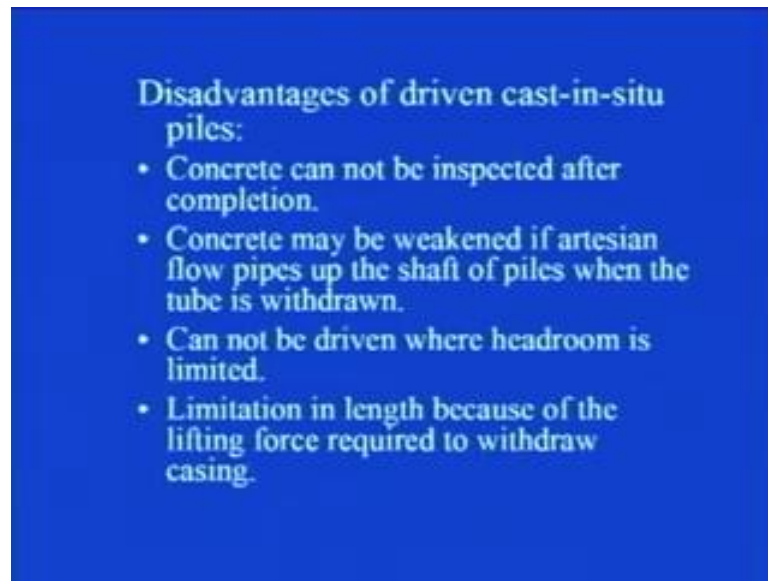 Disadvantages of driven cast-in-situ
piles:
• Concrete can not be inspected after
completion.
• Concrete may be weakened if artesian
flow pipes up the shaft of piles when the
tube is withdrawn.
• Can not be driven where headroom is
limited.
• Limitation in length because of the
lifting force required to withdraw
casing.